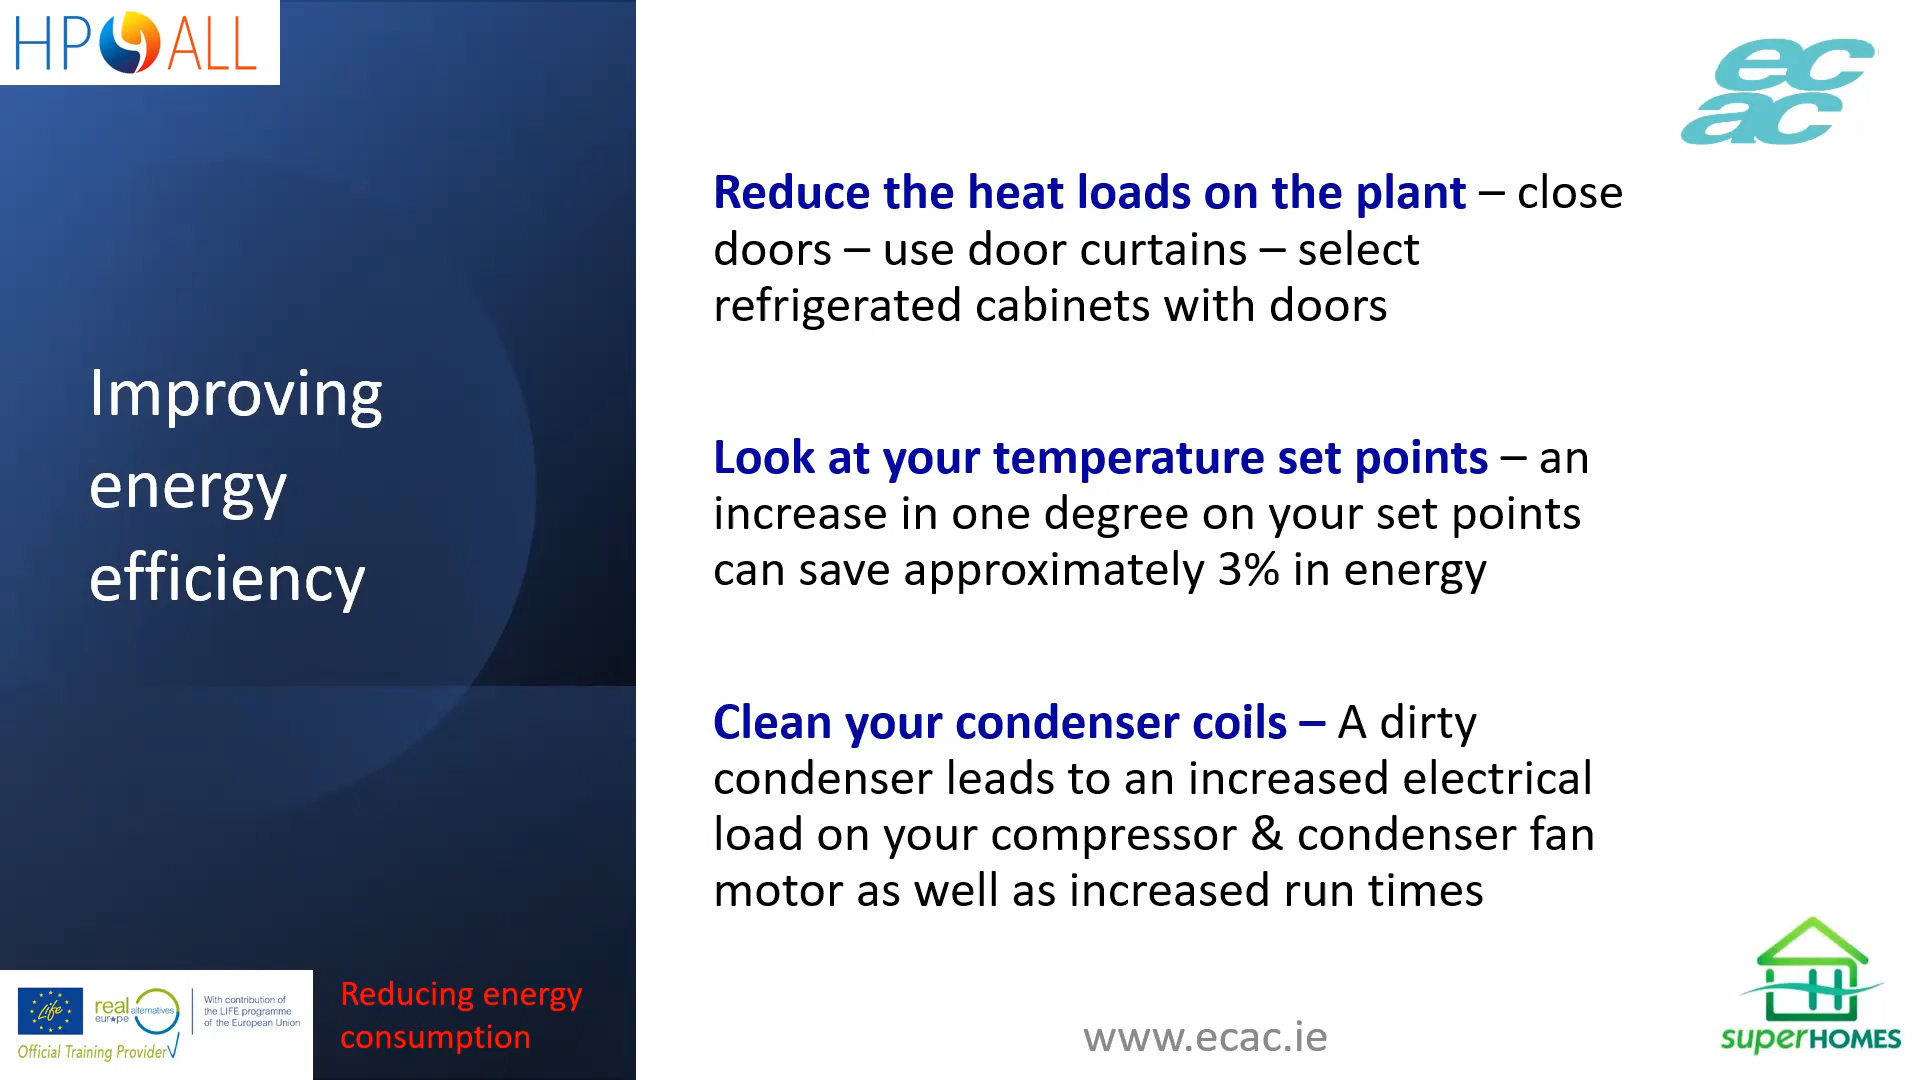 HP4ALL
ec
ac
Improving
energy
efficiency
Reduce the heat loads on the plant – close
doors – use door curtains – select
refrigerated cabinets with doors
Look at your temperature set points – an
increase in one degree on your set points
can save approximately 3% in energy
Clean your condenser coils – A dirty
condenser leads to an increased electrical
load on your compressor & condenser fan
motor as well as increased run times
Life
real alternatives
europe
With contribution of
the LIFE programme
of the European Union
Official Training Provider
Reducing energy
consumption
www.ecac.ie
superHOMES